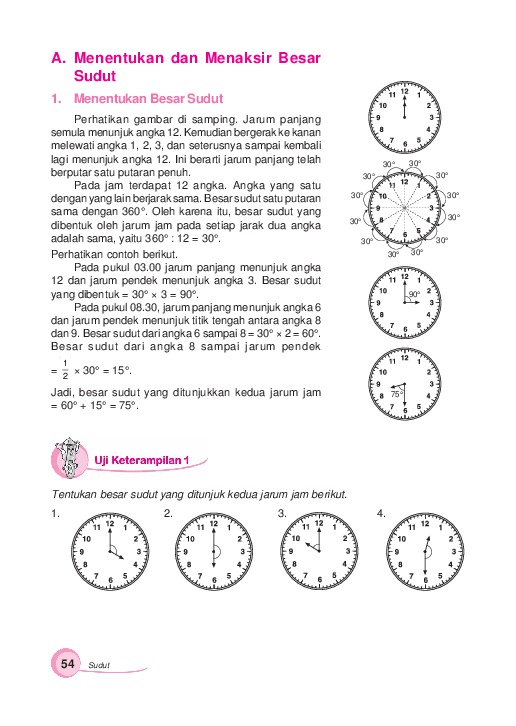 A. Menentukan dan Menaksir Besar
Sudut
1. Menentukan Besar Sudut
Perhatikan gambar di samping. Jarum panjang
semula menunjuk angka 12. Kemudian bergerak ke kanan
melewati angka 1, 2, 3, dan seterusnya sampai kembali
lagi menunjuk angka 12. Ini berarti jarum panjang telah
berputar satu putaran penuh.
Pada jam terdapat 12 angka. Angka yang satu
dengan yang lain berjarak sama. Besar sudut satu putaran
sama dengan 360°. Oleh karena itu, besar sudut yang
dibentuk oleh jarum jam pada setiap jarak dua angka
adalah sama, yaitu 360° : 12 = 30°.
Perhatikan contoh berikut.
Pada pukul 03.00 jarum panjang menunjuk angka
12 dan jarum pendek menunjuk angka 3. Besar sudut
yang dibentuk = 30° × 3 = 90°.
Pada pukul 08.30, jarum panjang menunjuk angka 6
dan jarum pendek menunjuk titik tengah antara angka 8
dan 9. Besar sudut dari angka 6 sampai 8 = 30° × 2 = 60°.
Besar sudut dari angka 8 sampai jarum pendek
= 1/2 × 30° = 15°.
Jadi, besar sudut yang ditunjukkan kedua jarum jam
= 60° + 15° = 75°.
12 1 2 3 4 5 6 7 8 9 10 11
30° 30° 30° 30° 30° 30° 30° 30° 30° 30° 30° 30°
12 1 2 3 4 5 6 7 8 9 10 11
12 1 2 3 4 5 6 7 8 9 10 11
90°
12 1 2 3 4 5 6 7 8 9 10 11
75°
Uji Keterampilan 1
Tentukan besar sudut yang ditunjuk kedua jarum jam berikut.
1. 2. 3. 4.
12 1 2 3 4 5 6 7 8 9 10 11
12 1 2 3 4 5 6 7 8 9 10 11
12 1 2 3 4 5 6 7 8 9 10 11
12 1 2 3 4 5 6 7 8 9 10 11
54 Sudut